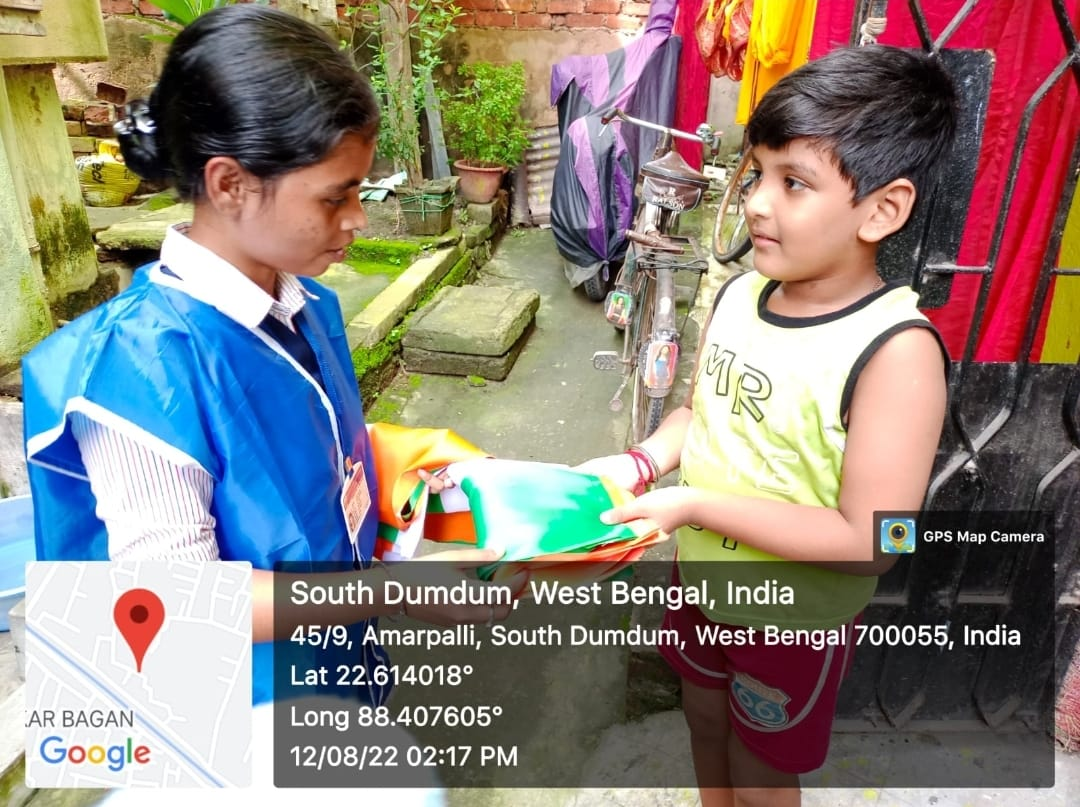 MR
66
GPS Map Camera
South Dumdum, West Bengal, India
45/9, Amarpalli, South Dumdum, West Bengal 700055, India
Lat 22.614018°
Long 88.407605°
12/08/22 02:17 PM
KAR BAGAN
Google